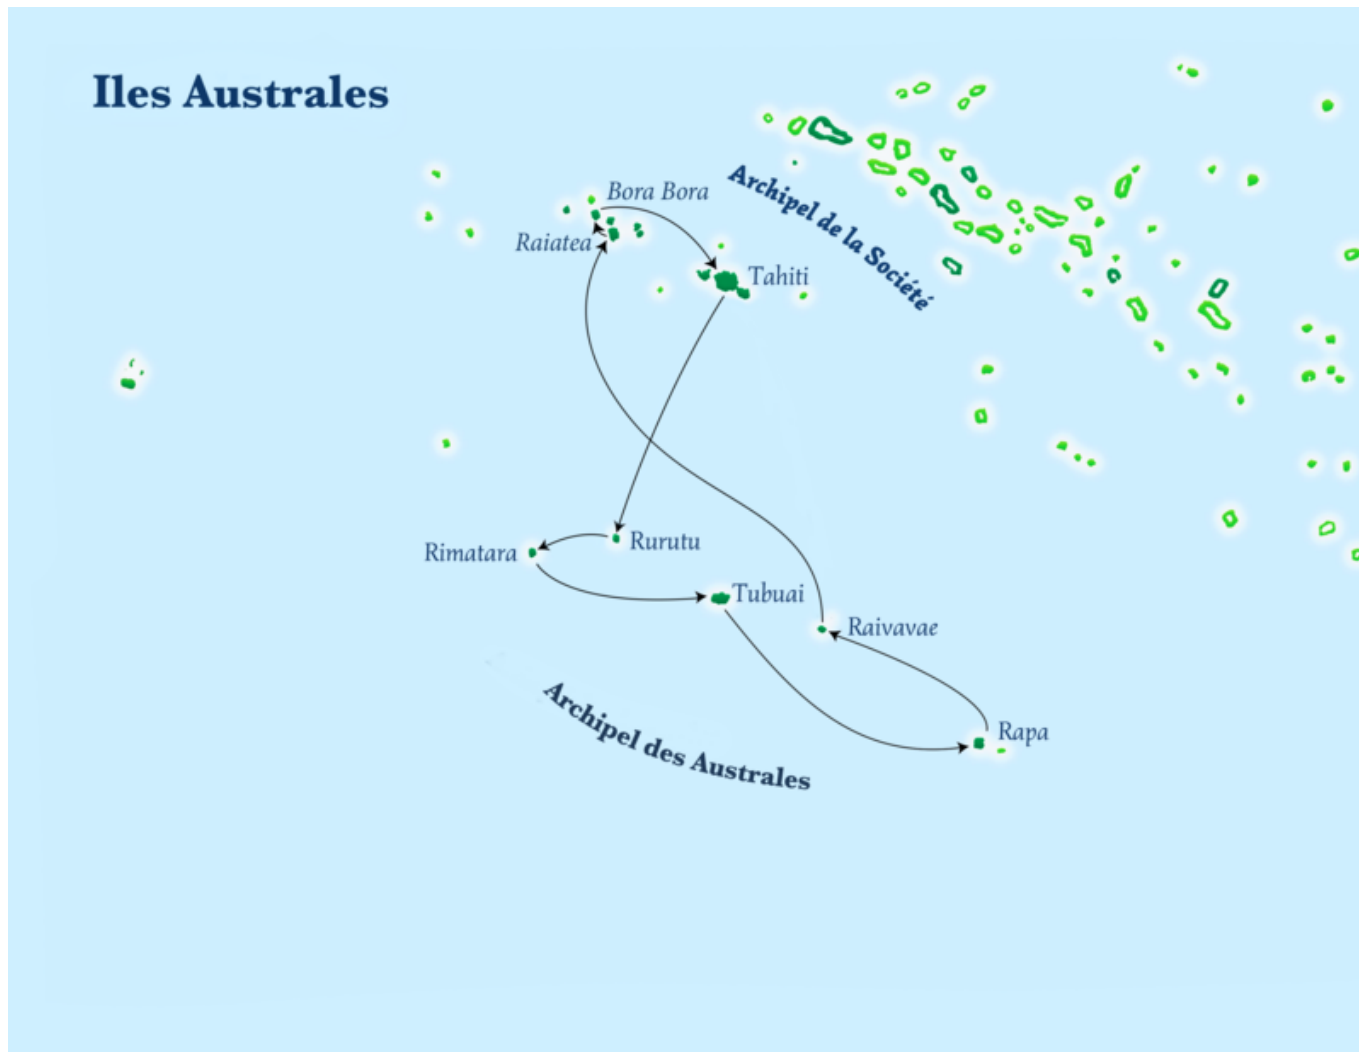 Iles Australes
Archipel de la Société
Bora Bora
Raiatea
Tahiti
Rurutu
Rimatara
Tubuai
Raivavae
Rapa
Archipel des Australes